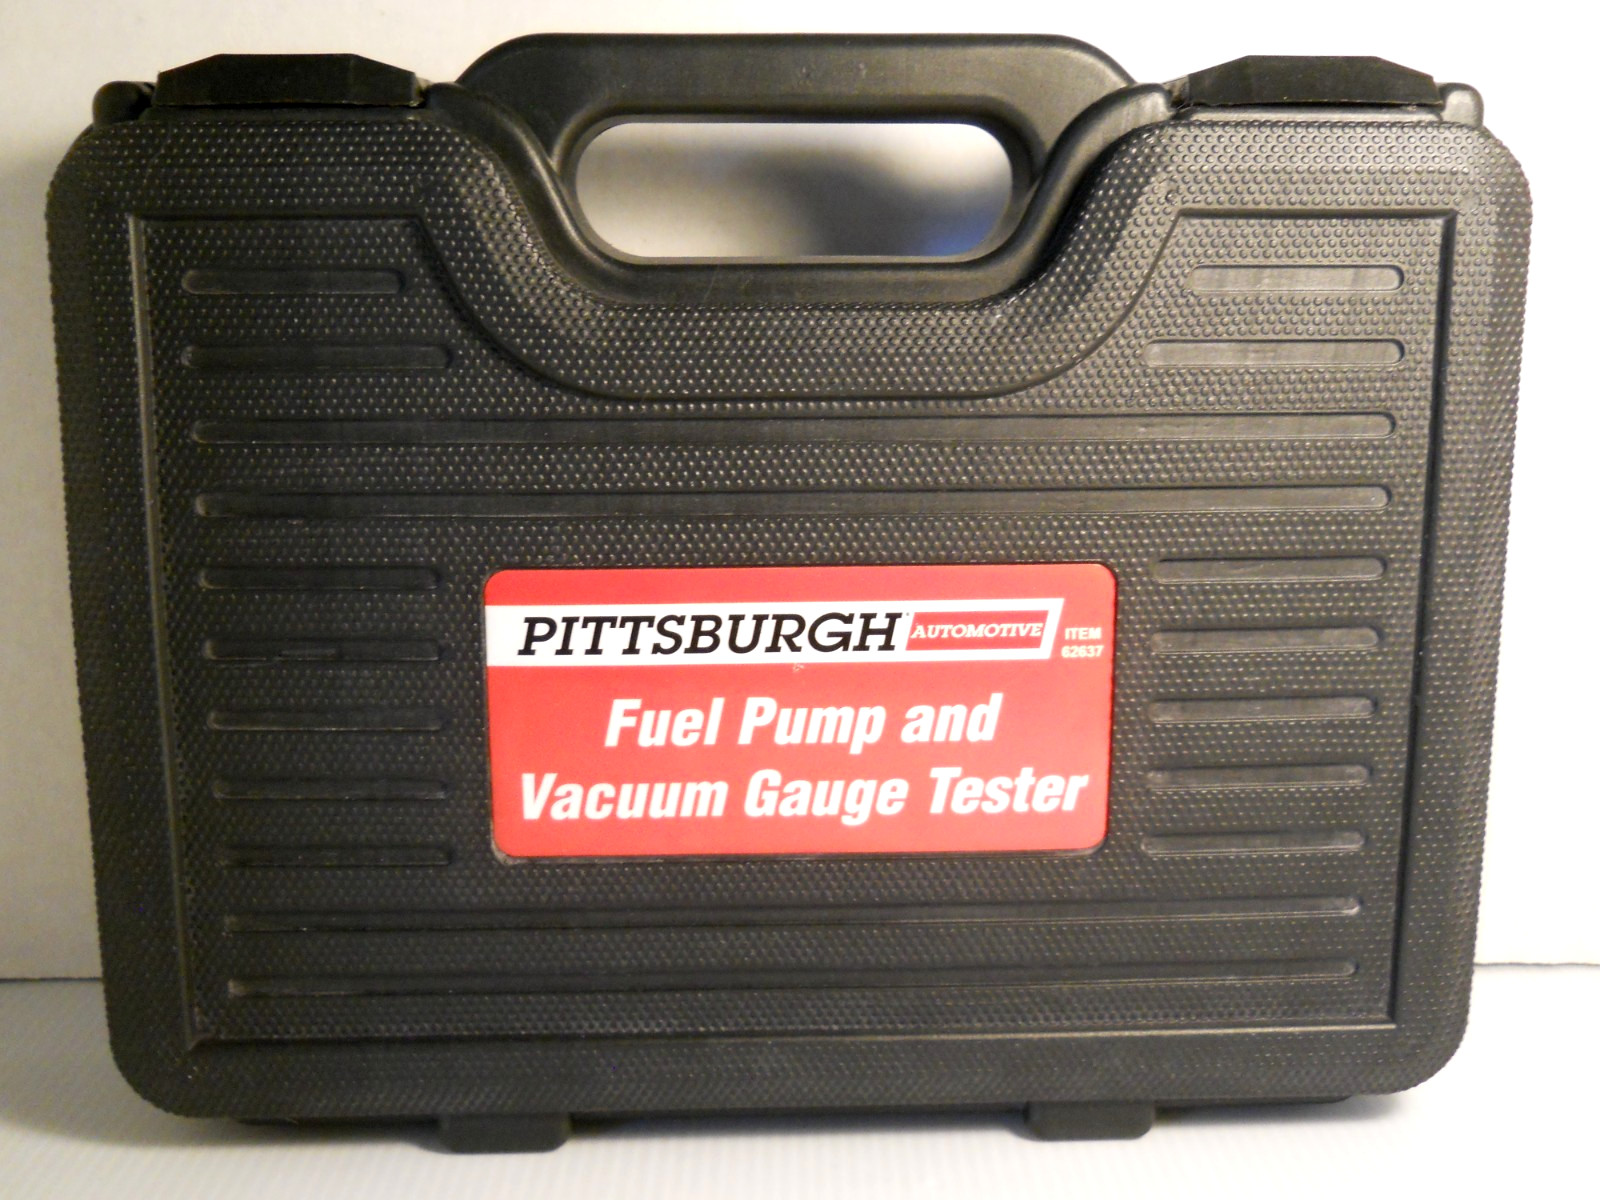 PITTSBURGH AUTOMOTIVE ITEM
62637
Fuel Pump and
Vacuum Gauge Tester